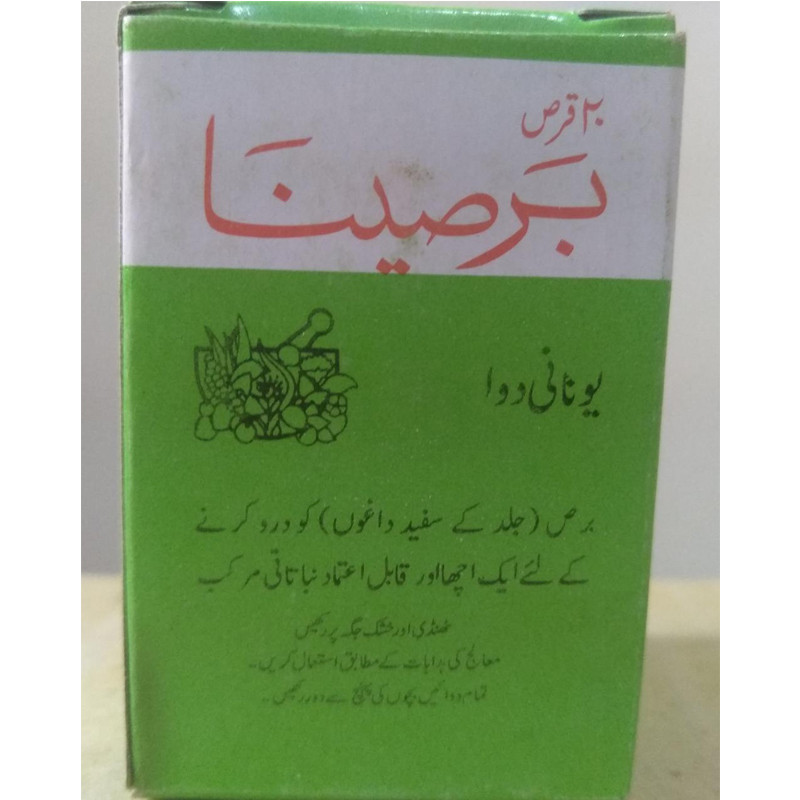 ۲۰ قرص
بَرصینَا
یونانی دوا
برص (جلد کے سفید داغوں) کو درو کرنے
کے لئے ایک اچھا اور قابل اعتماد نباتاتی مرکب
ٹھنڈی اور خشک جگہ پر رکھیں
معالج کی ہدایات کے مطابق استعمال کریں۔
تمام دوائیں بچوں کی پہنچ سے دور رکھیں۔